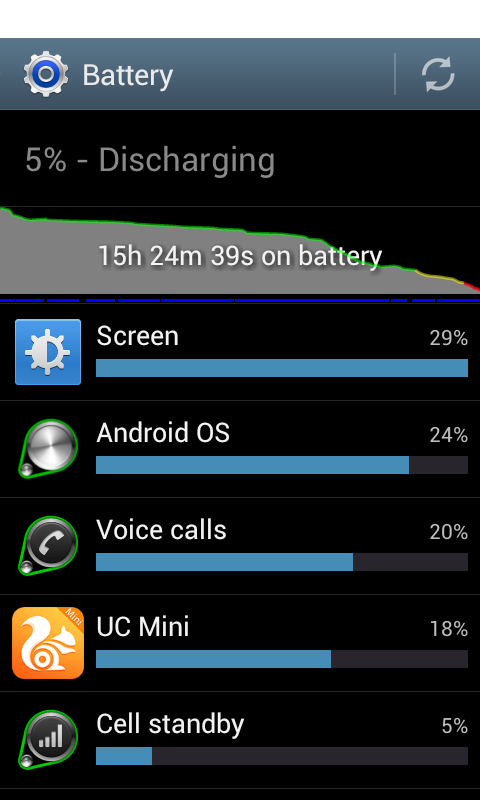 Battery
5% - Discharging
15h 24m 39s on battery
Screen 29%
Android OS 24%
Voice calls 20%
Mini
UC Mini 18%
Cell standby 5%